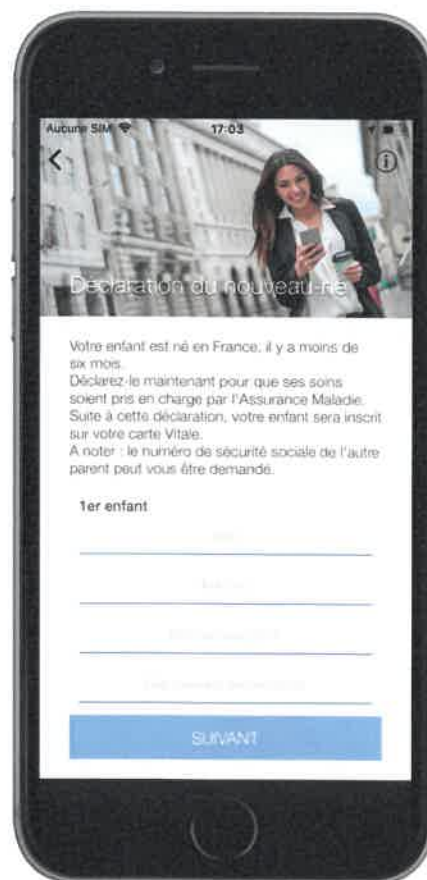 Aucune SIM
17:03
Déclaration du nouveau-né
Votre enfant est né en France, il y a moins de
six mois.
Déclarez-le maintenant pour que ses soins
soient pris en charge par l'Assurance Maladie.
Suite à cette déclaration, votre enfant sera inscrit
sur votre carte Vitale.
A noter : le numéro de sécurité sociale de l'autre
parent peut vous être demandé.
1er enfant
SUIVANT